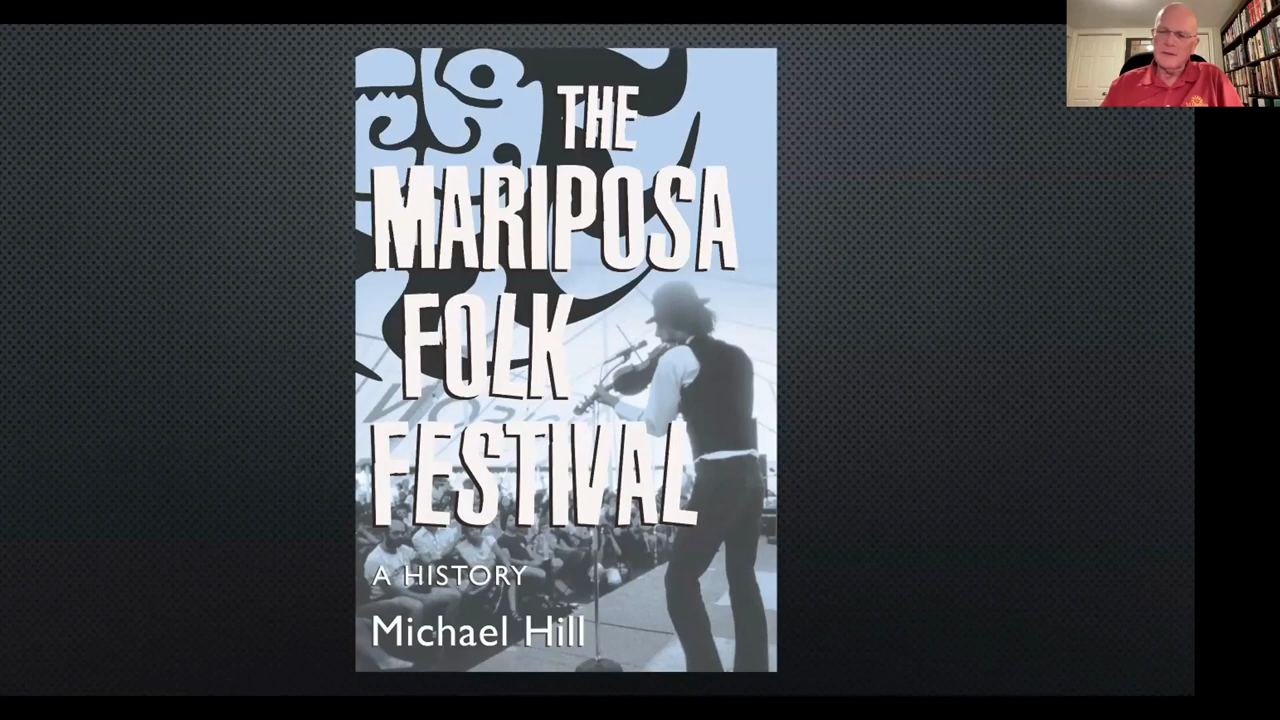 THE
MARIPOSA
FOLK
FESTIVAL
A HISTORY
Michael Hill